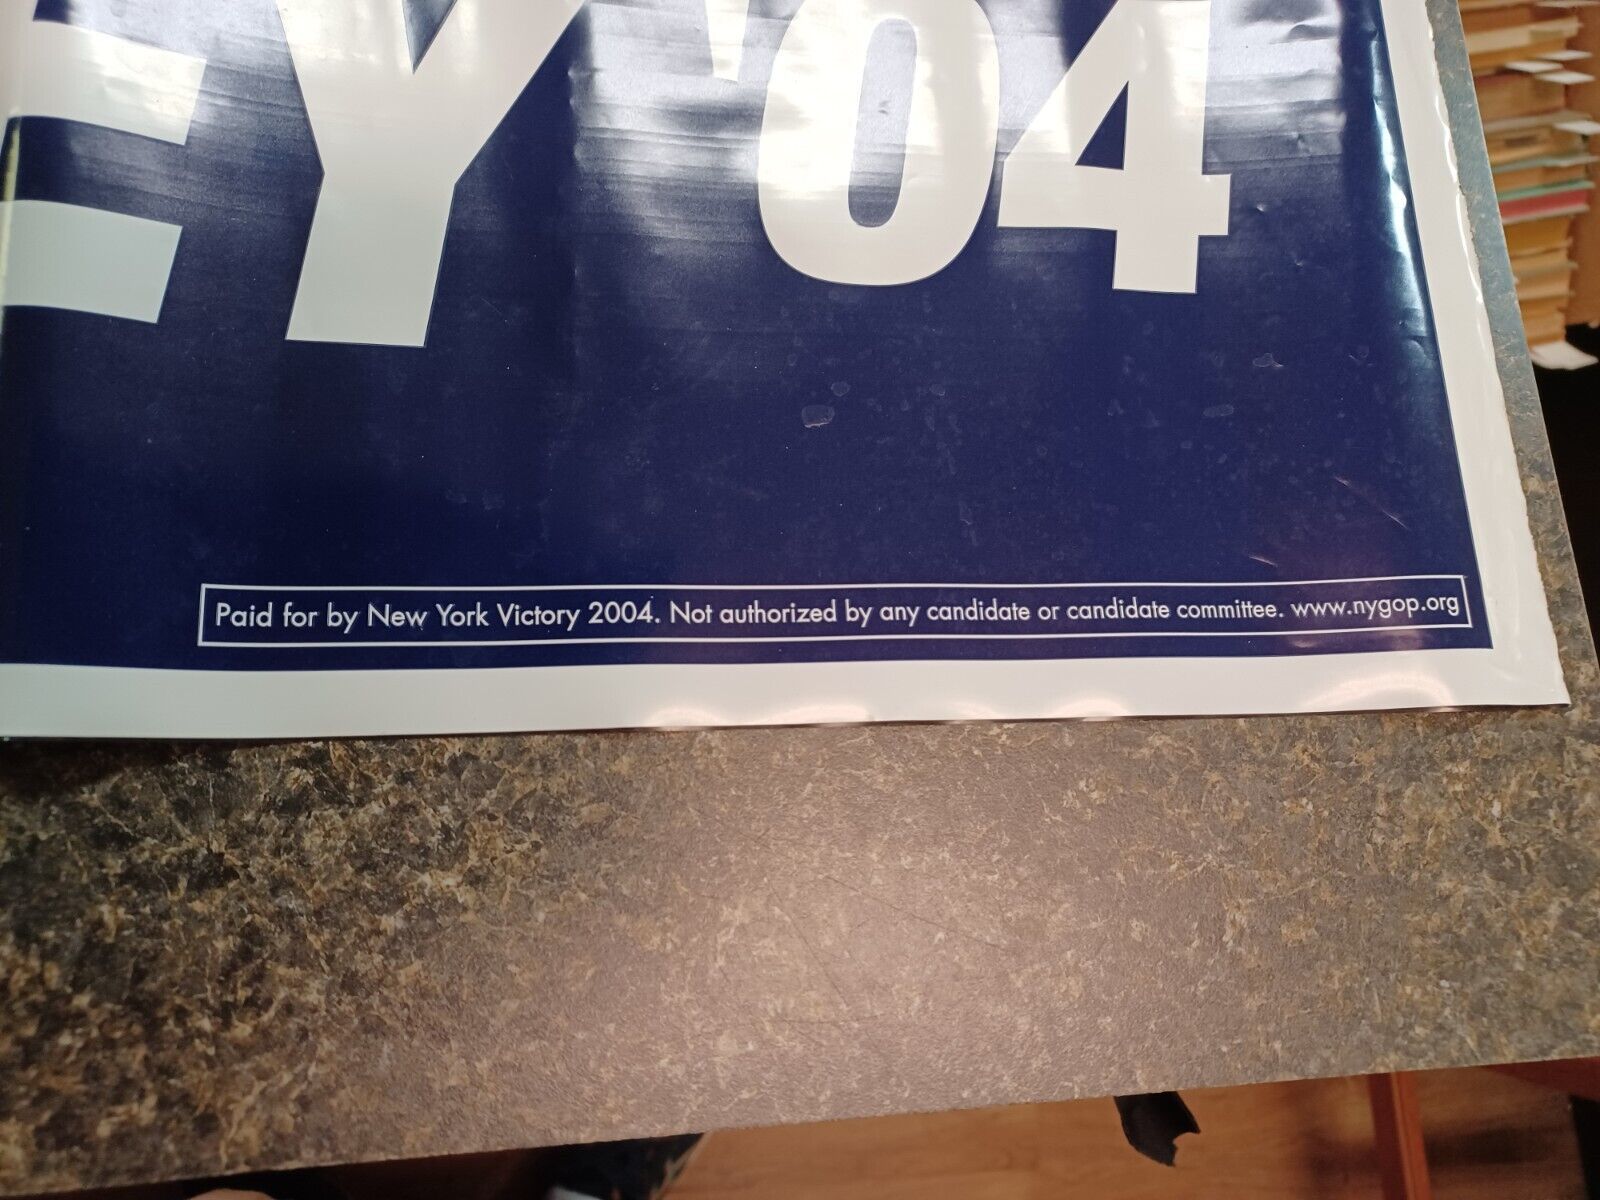 EY '04
Paid for by New York Victory 2004. Not authorized by any candidate or candidate committee. www.nygop.org